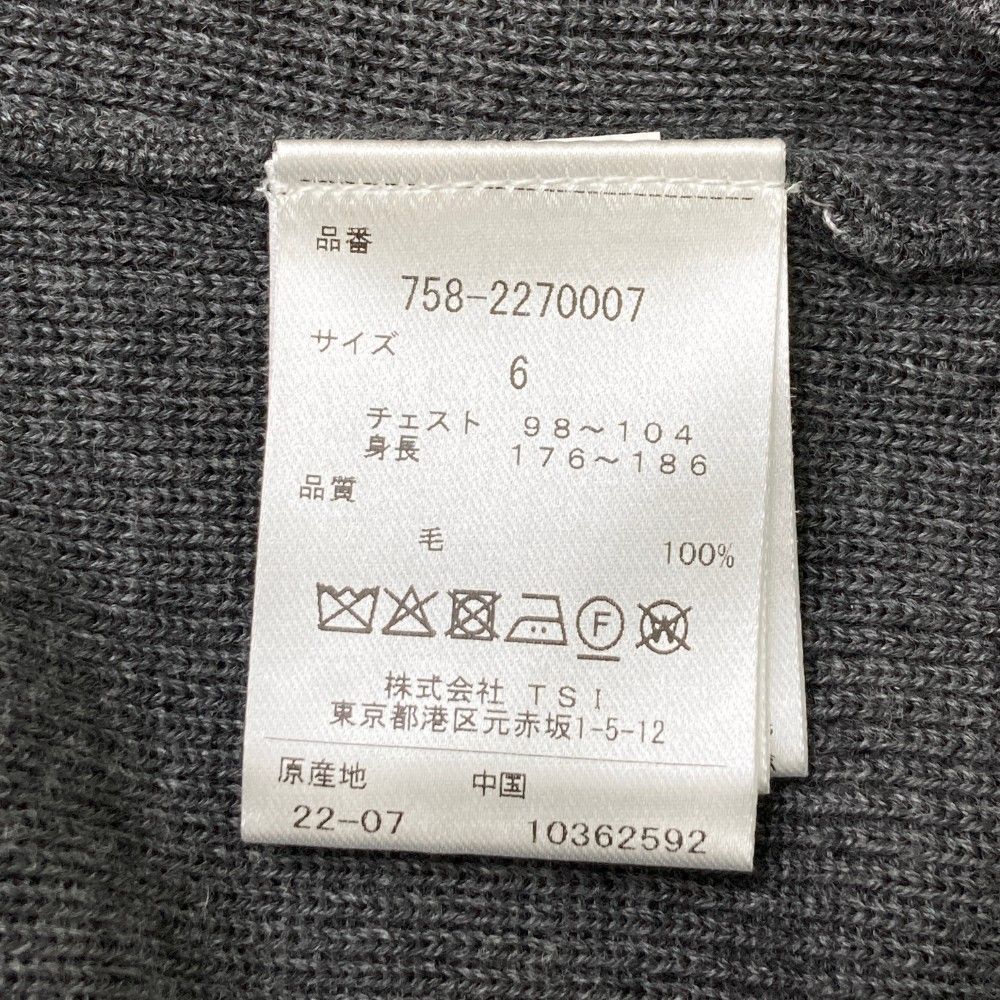 品番
758-2270007
サイズ
6
チェスト 98～104
身長 176～186
品質
毛 100%
F W
株式会社 TSI
東京都港区元赤坂1-5-12
原産地 中国
22-07 10362592